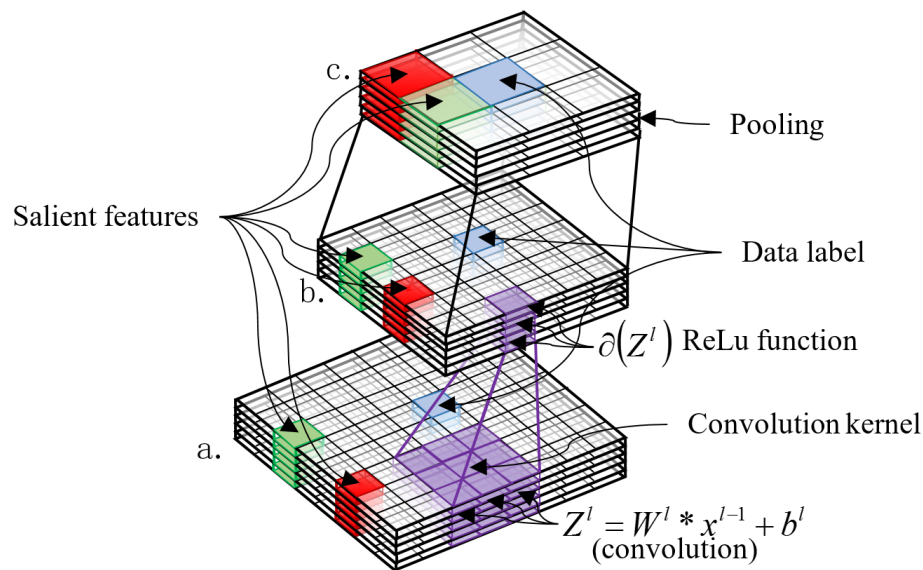 c.
Pooling
Salient features
Data label
b.
∂(Z^l) ReLu function
a.
Convolution kernel
Z^l = W^l * x^{l-1} + b^l
(convolution)